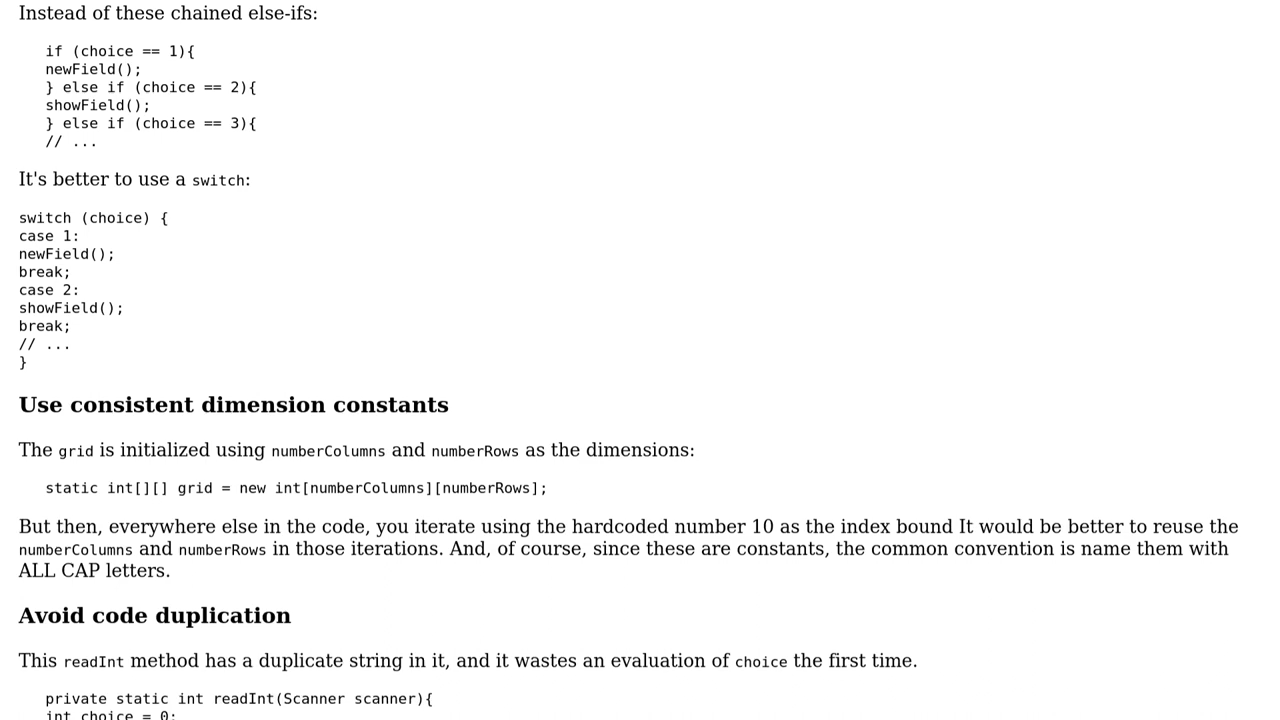 Instead of these chained else-ifs:
if (choice == 1){
newField();
} else if (choice == 2){
showField();
} else if (choice == 3){
// ...
It's better to use a switch:
switch (choice) {
case 1:
newField();
break;
case 2:
showField();
break;
// ...
}
Use consistent dimension constants
The grid is initialized using numberColumns and numberRows as the dimensions:
static int[][] grid = new int[numberColumns][numberRows];
But then, everywhere else in the code, you iterate using the hardcoded number 10 as the index bound It would be better to reuse the
numberColumns and numberRows in those iterations. And, of course, since these are constants, the common convention is name them with
ALL CAP letters.
Avoid code duplication
This readInt method has a duplicate string in it, and it wastes an evaluation of choice the first time.
private static int readInt(Scanner scanner){
int choice = 0;